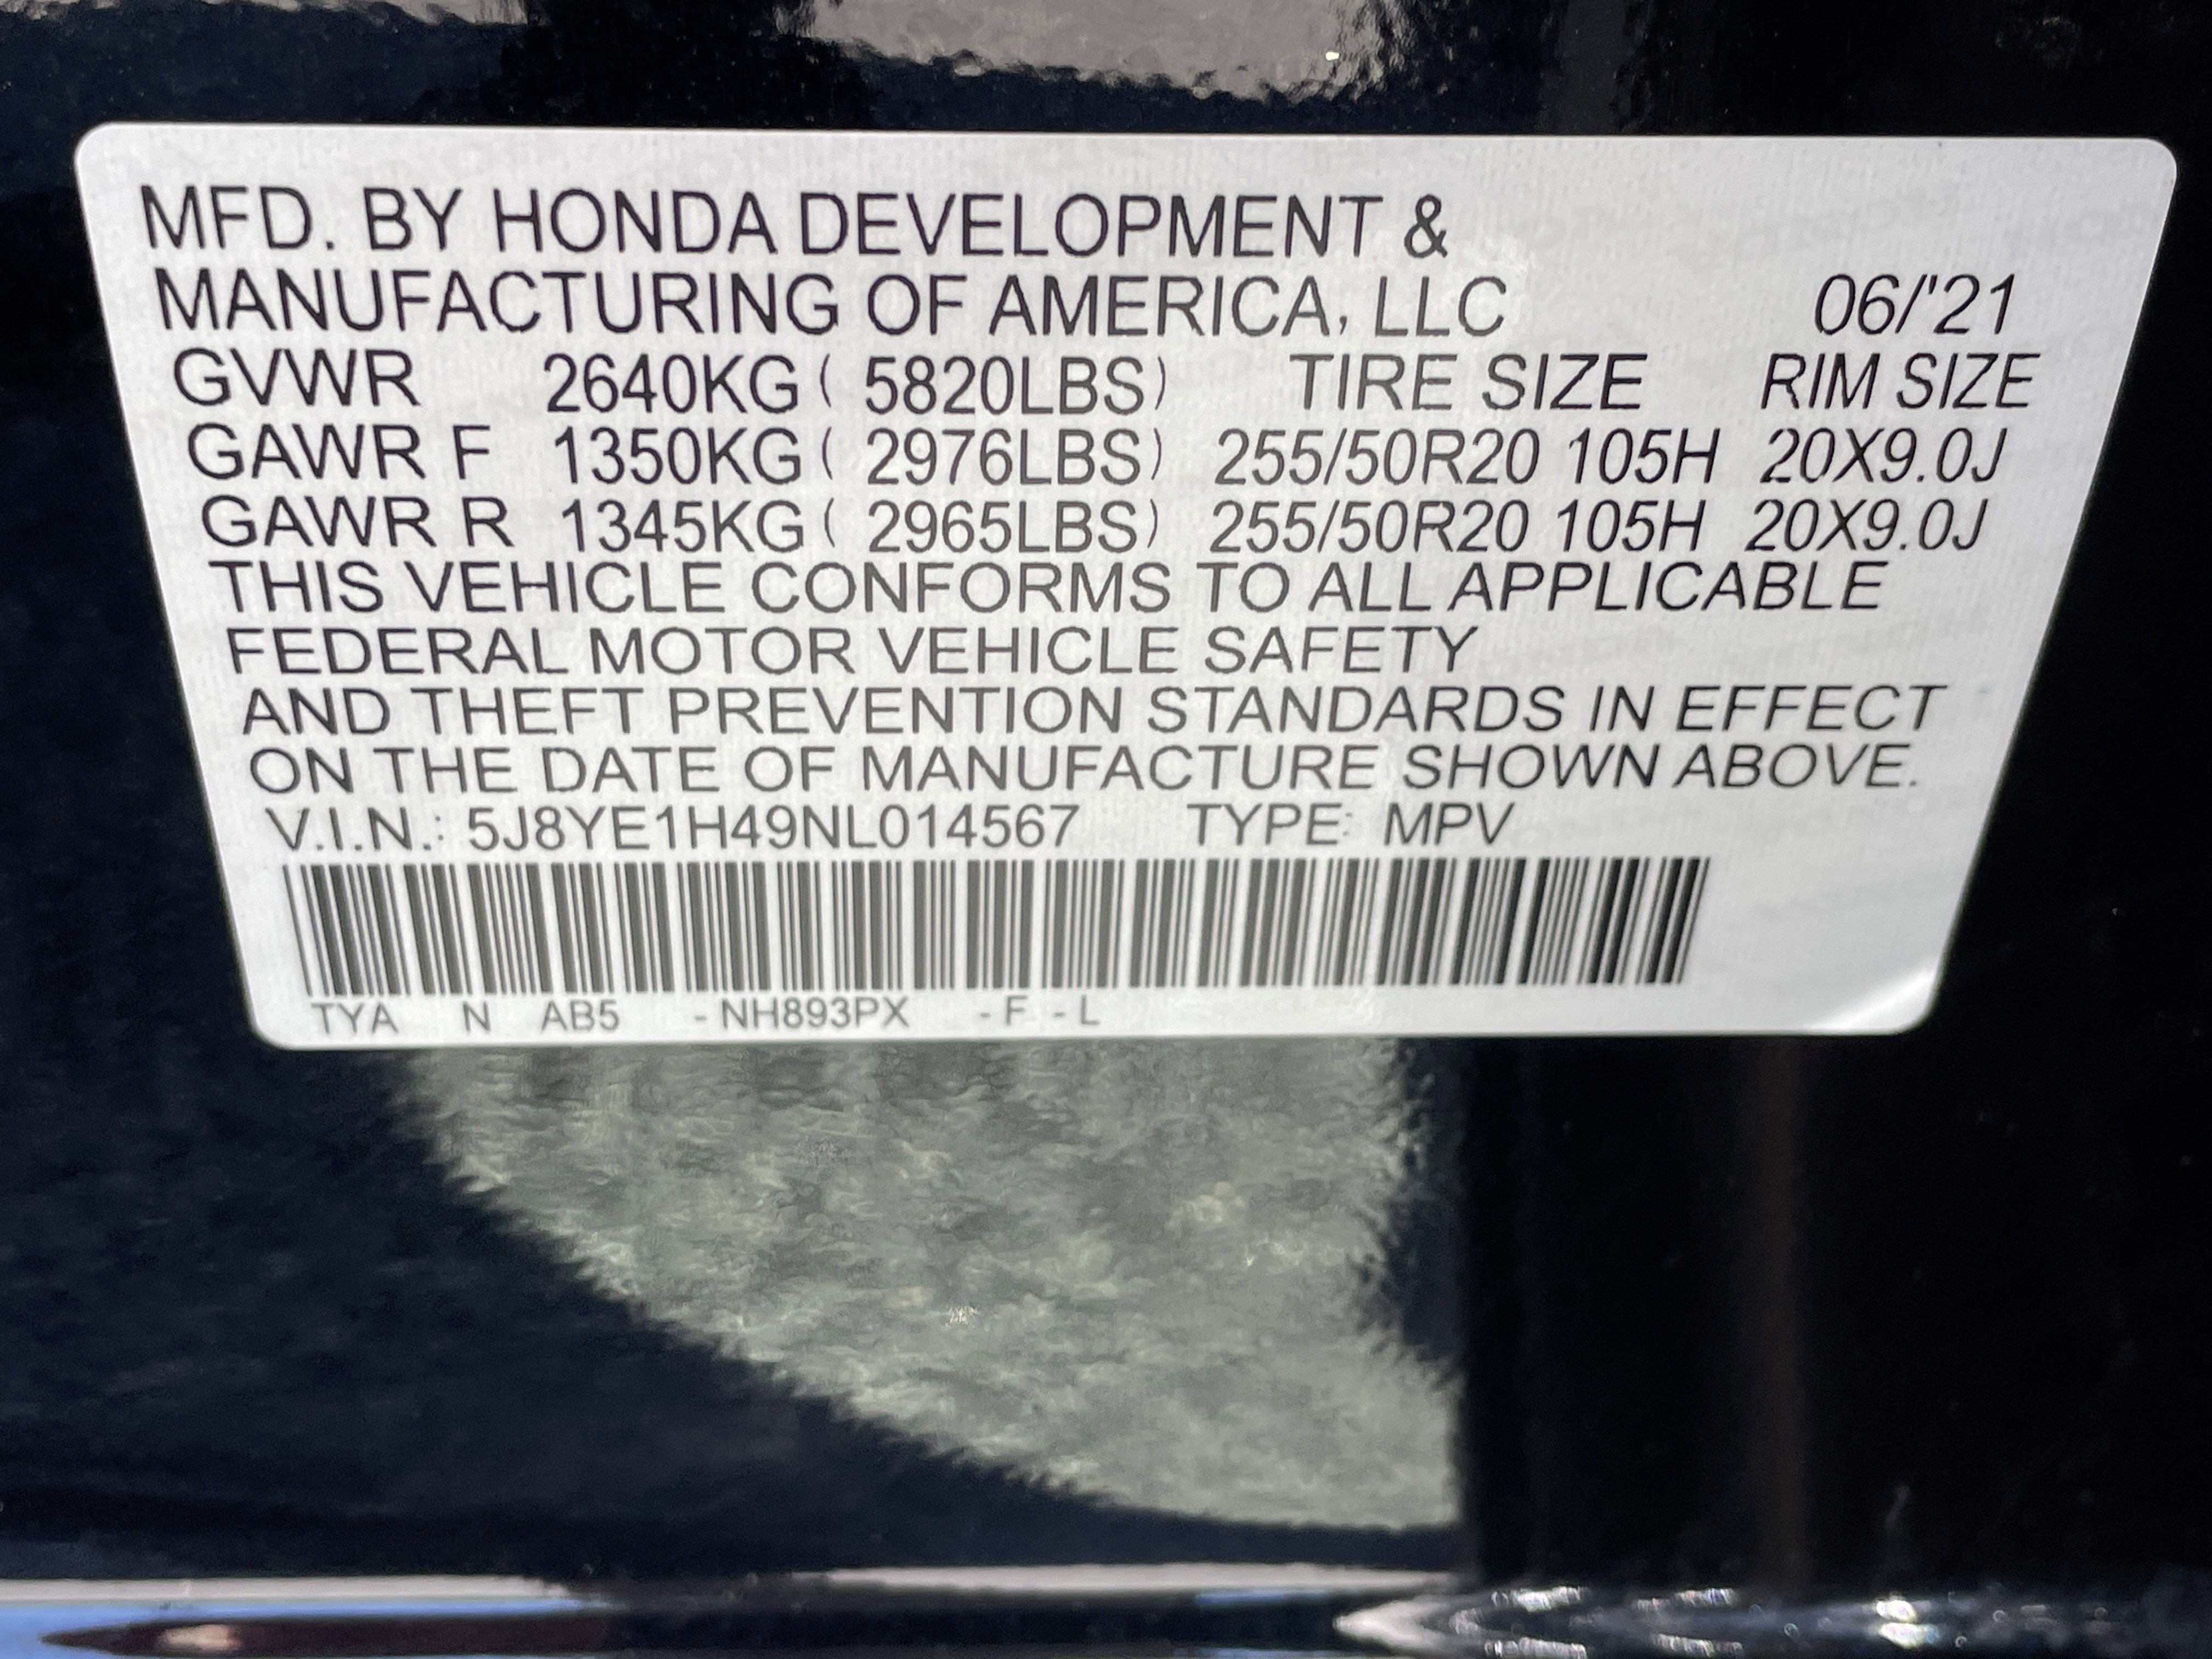 MFD. BY HONDA DEVELOPMENT &
MANUFACTURING OF AMERICA, LLC 06/'21
GVWR 2640KG ( 5820LBS) TIRE SIZE RIM SIZE
GAWR F 1350KG ( 2976LBS) 255/50R20 105H 20X9.0J
GAWR R 1345KG ( 2965LBS) 255/50R20 105H 20X9.0J
THIS VEHICLE CONFORMS TO ALL APPLICABLE
FEDERAL MOTOR VEHICLE SAFETY
AND THEFT PREVENTION STANDARDS IN EFFECT
ON THE DATE OF MANUFACTURE SHOWN ABOVE.
V.I.N.: 5J8YE1H49NL014567 TYPE: MPV
TYA N AB5 - NH893PX - F - L